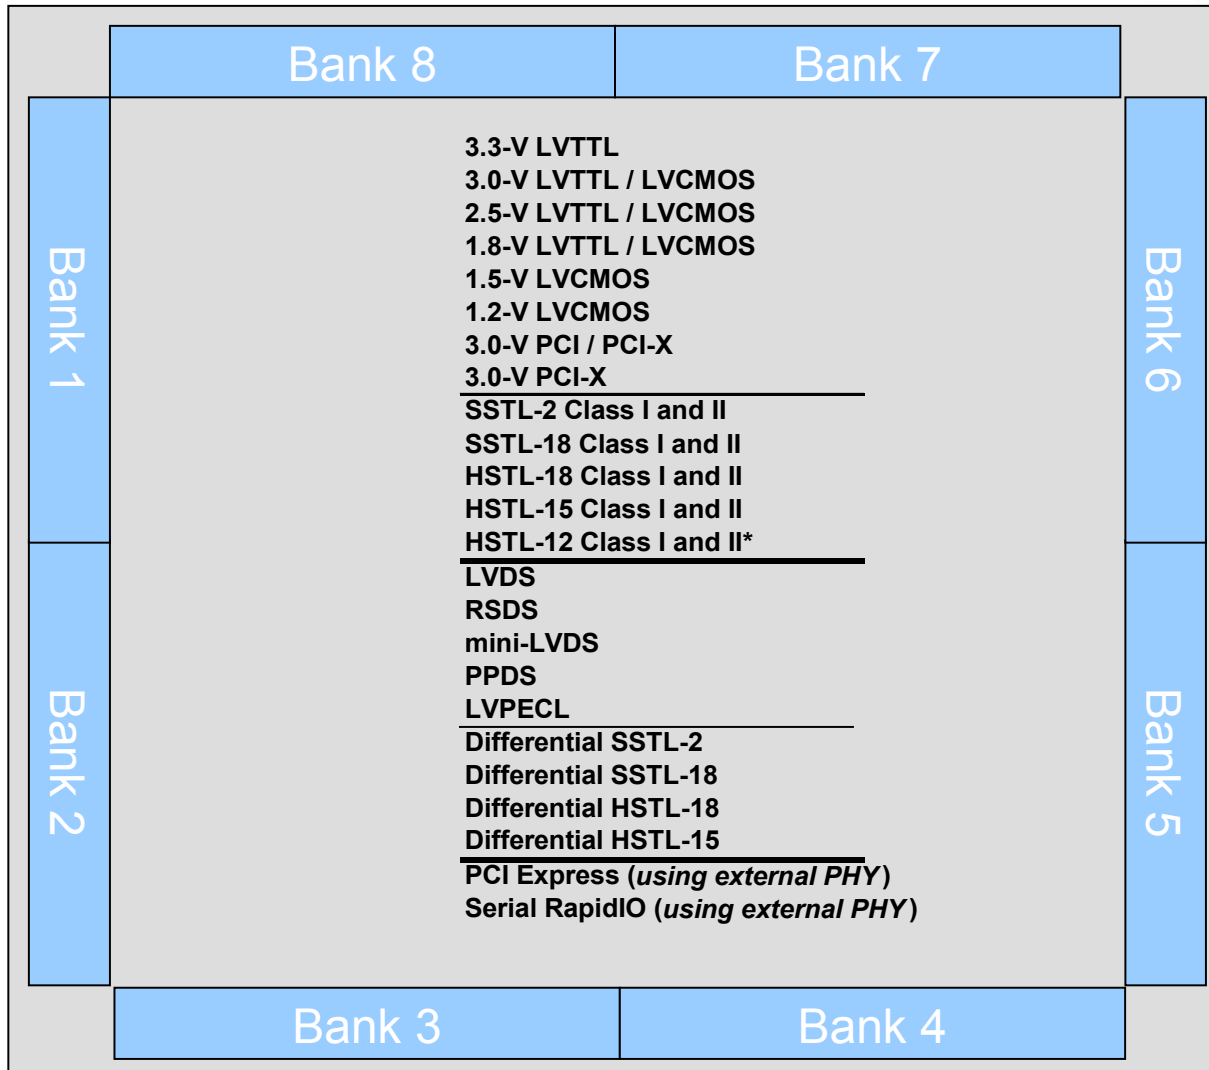 Bank 8
Bank 7
Bank 1
Bank 6
3.3-V LVTTL
3.0-V LVTTL / LVCMOS
2.5-V LVTTL / LVCMOS
1.8-V LVTTL / LVCMOS
1.5-V LVCMOS
1.2-V LVCMOS
3.0-V PCI / PCI-X
3.0-V PCI-X
SSTL-2 Class I and II
SSTL-18 Class I and II
HSTL-18 Class I and II
HSTL-15 Class I and II
HSTL-12 Class I and II*
LVDS
RSDS
mini-LVDS
PPDS
LVPECL
Differential SSTL-2
Differential SSTL-18
Differential HSTL-18
Differential HSTL-15
PCI Express (using external PHY)
Serial RapidIO (using external PHY)
Bank 2
Bank 5
Bank 3
Bank 4